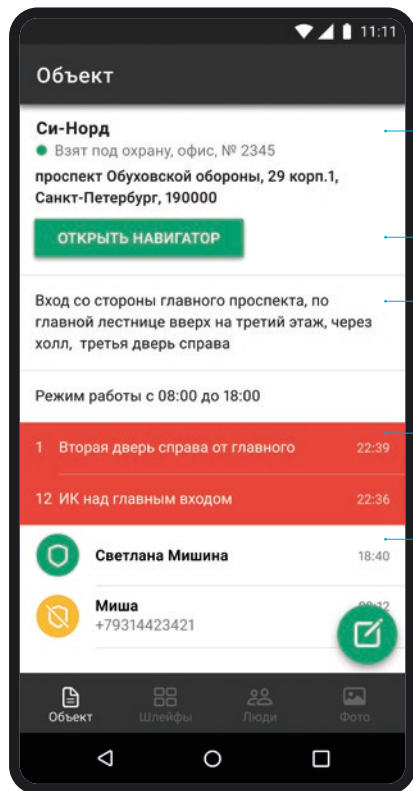 11:11
Объект
Си-Норд
Взят под охрану, офис, № 2345
проспект Обуховской обороны, 29 корп.1,
Санкт-Петербург, 190000
ОТКРЫТЬ НАВИГАТОР
Вход со стороны главного проспекта, по
главной лестнице вверх на третий этаж, через
холл, третья дверь справа
Режим работы с 08:00 до 18:00
1 Вторая дверь справа от главного 22:39
12 ИК над главным входом 22:36
Светлана Мишина 18:40
Миша
+79314423421
Объект Шлейфы Люди Фото